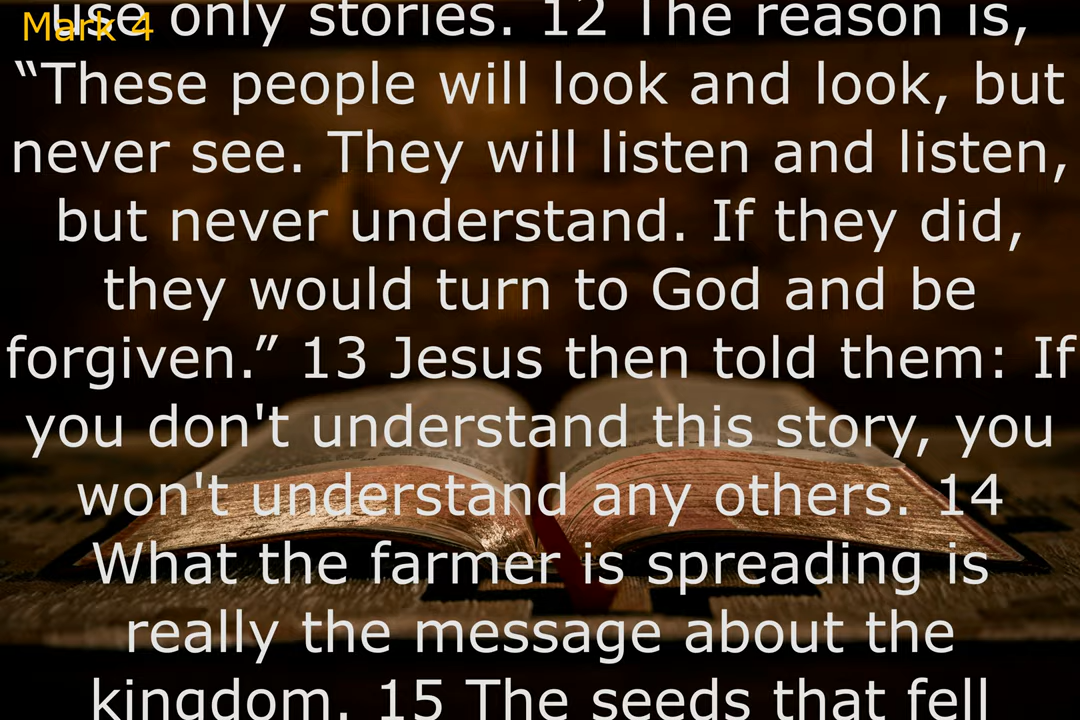 Mark 4
use only stories. 12 The reason is,
“These people will look and look, but
never see. They will listen and listen,
but never understand. If they did,
they would turn to God and be
forgiven.” 13 Jesus then told them: If
you don't understand this story, you
won't understand any others. 14
What the farmer is spreading is
really the message about the
kingdom. 15 The seeds that fell